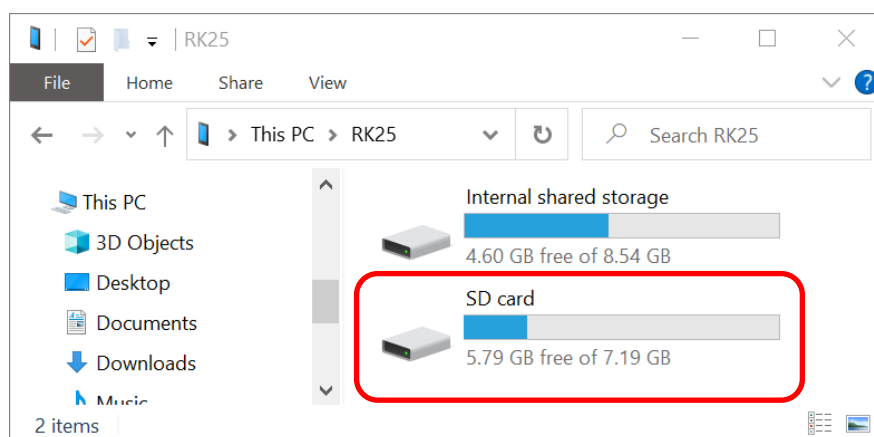 RK25
File Home Share View
This PC > RK25
Search RK25
This PC
3D Objects
Desktop
Documents
Downloads
Music
Internal shared storage
4.60 GB free of 8.54 GB
SD card
5.79 GB free of 7.19 GB
2 items